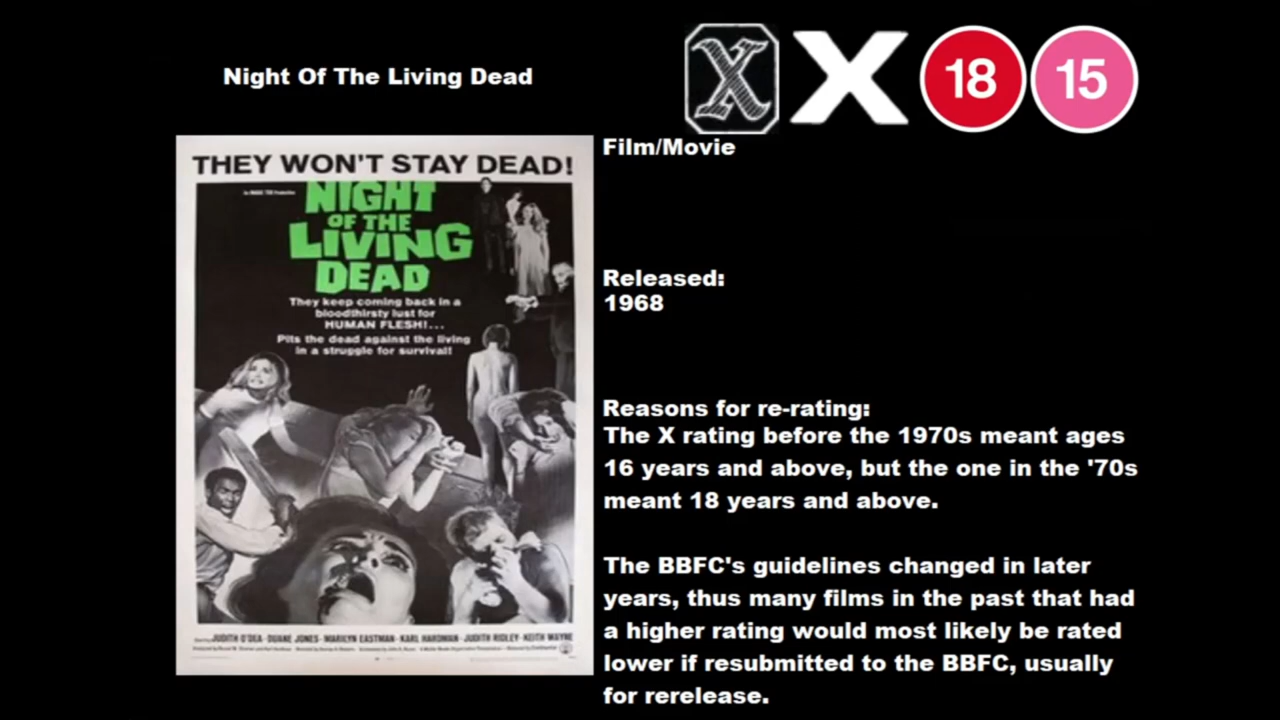 Night Of The Living Dead
X X 18 15
Film/Movie
THEY WON'T STAY DEAD!
NIGHT
OF THE
LIVING
DEAD
They keep coming back in a
bloodthirsty lust for
HUMAN FLESH!...
Pits the dead against the living
in a struggle for survival!
JUDITH O'DEA · DUANE JONES · MARILYN EASTMAN · KARL HARDMAN · JUDITH RIDLEY · KEITH WAYNE
Released:
1968
Reasons for re-rating:
The X rating before the 1970s meant ages
16 years and above, but the one in the '70s
meant 18 years and above.
The BBFC's guidelines changed in later
years, thus many films in the past that had
a higher rating would most likely be rated
lower if resubmitted to the BBFC, usually
for rerelease.